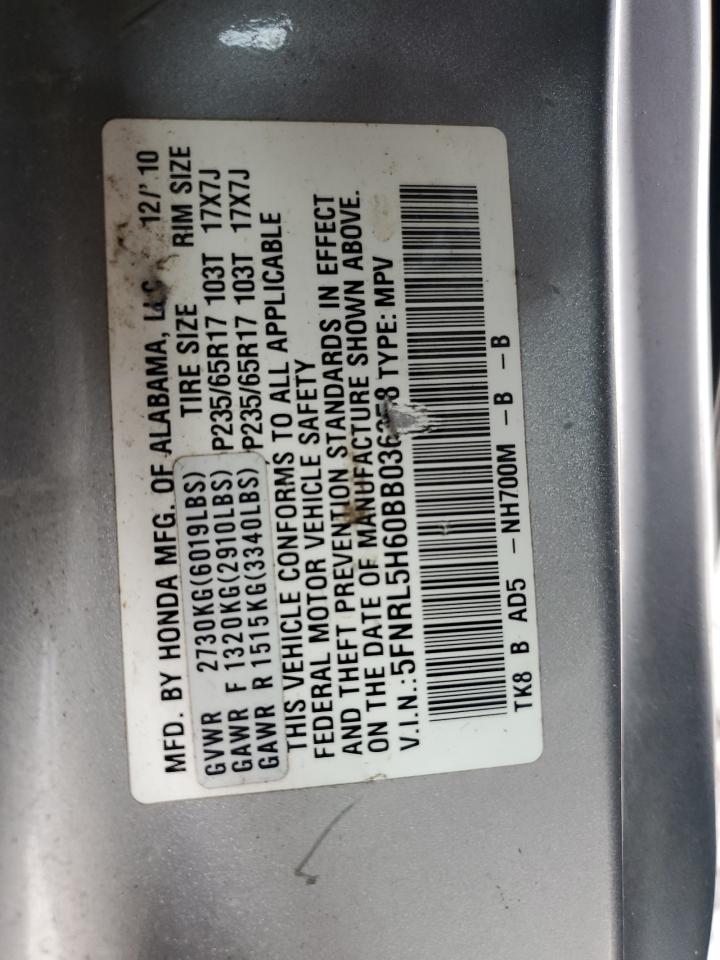 MFD. BY HONDA MFG. OF ALABAMA, LLC 12/'10
TIRE SIZE RIM SIZE
GVWR 2730KG(6019LBS)
GAWR F 1320KG(2910LBS) P235/65R17 103T 17X7J
GAWR R 1515KG(3340LBS) P235/65R17 103T 17X7J
THIS VEHICLE CONFORMS TO ALL APPLICABLE
FEDERAL MOTOR VEHICLE SAFETY
AND THEFT PREVENTION STANDARDS IN EFFECT
ON THE DATE OF MANUFACTURE SHOWN ABOVE.
V.I.N.: TYPE: MPV
TK8 B AD5 -NH700M -B -B